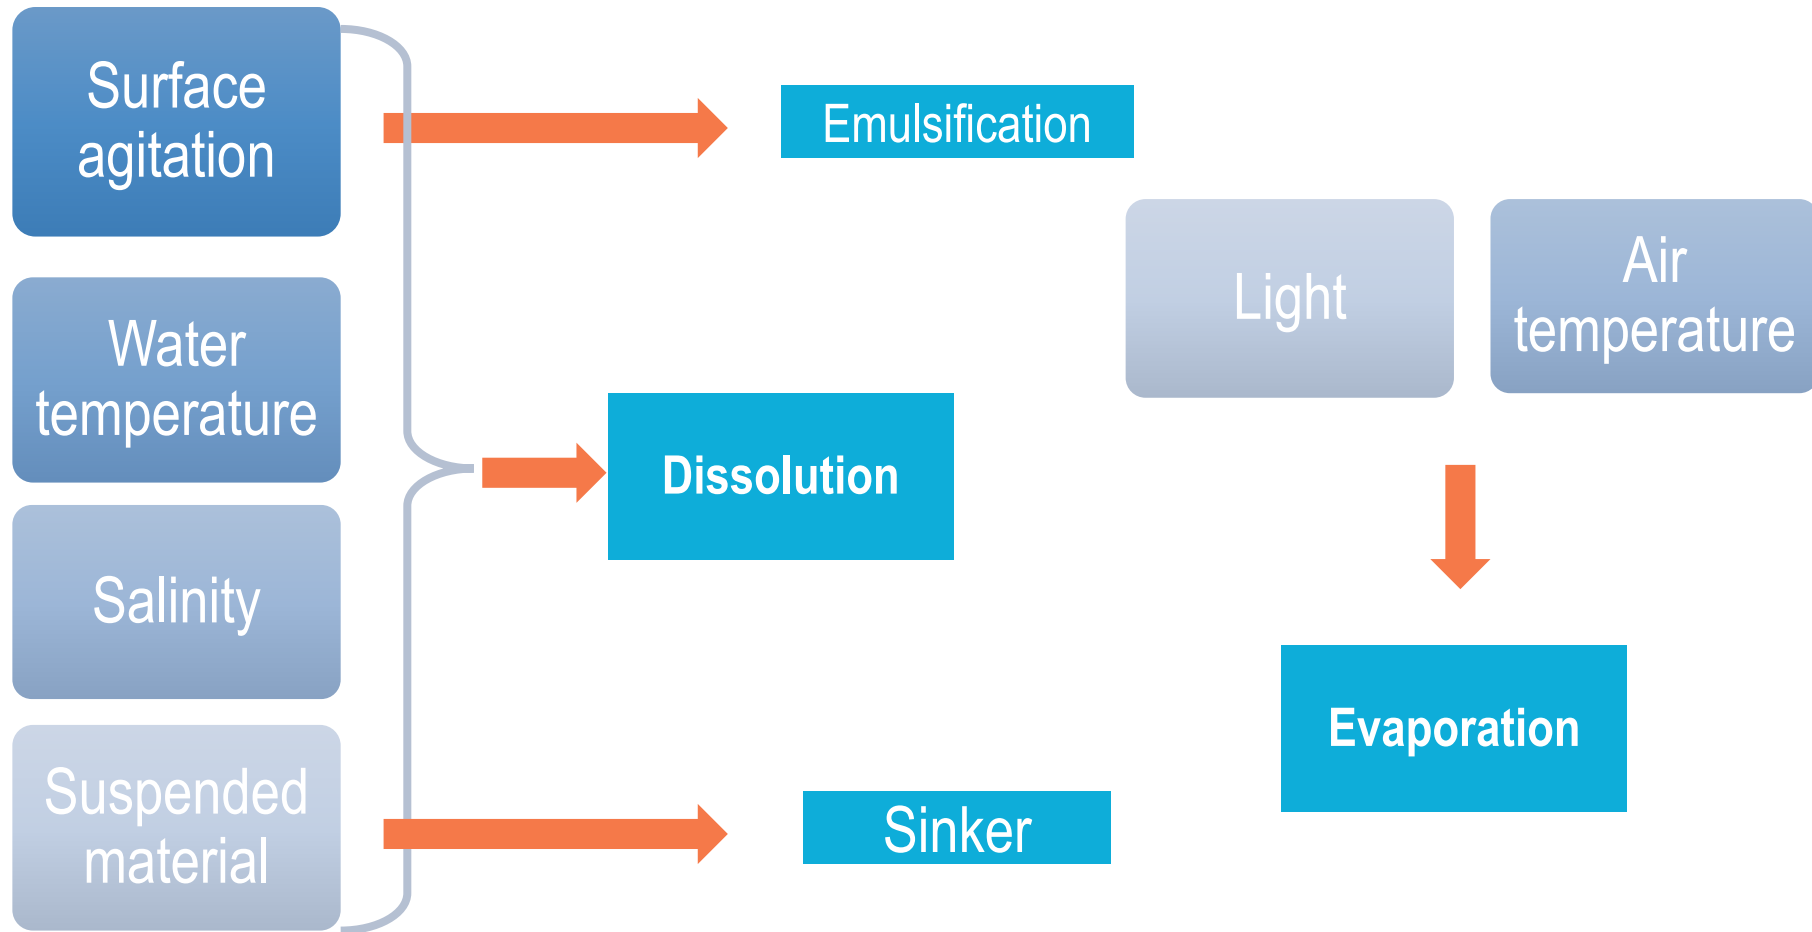 Surface
agitation
Emulsification
Light
Air
temperature
Water
temperature
Dissolution
Salinity
Evaporation
Suspended
material
Sinker